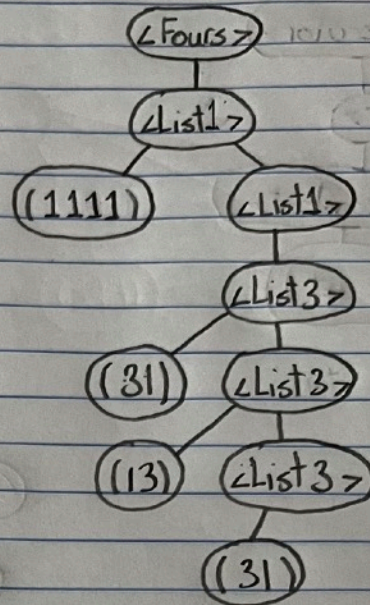 <Fours>
<List1>
(1111) <List1>
<List3>
(31) <List3>
(13) <List3>
(31)